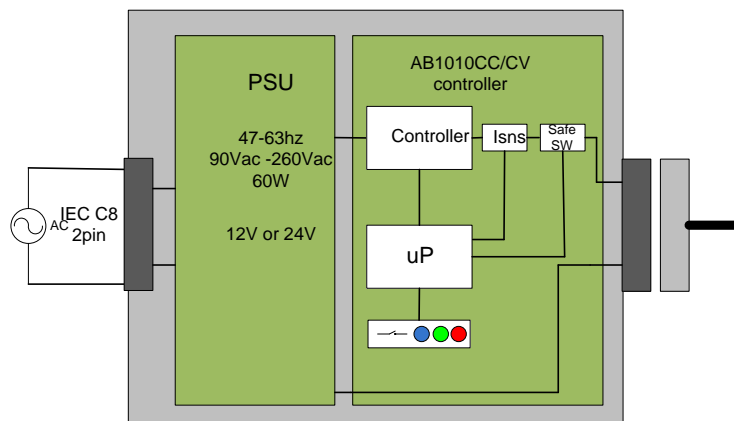 PSU
47-63hz
90Vac -260Vac
60W
12V or 24V
AB1010CC/CV
controller
Controller
Isns
Safe
SW
uP
AC
IEC C8
2pin